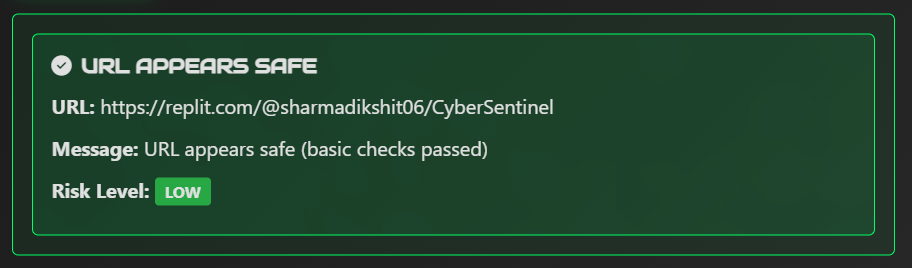 URL APPEARS SAFE
URL: https://replit.com/@sharmadikshit06/CyberSentinel
Message: URL appears safe (basic checks passed)
Risk Level: LOW